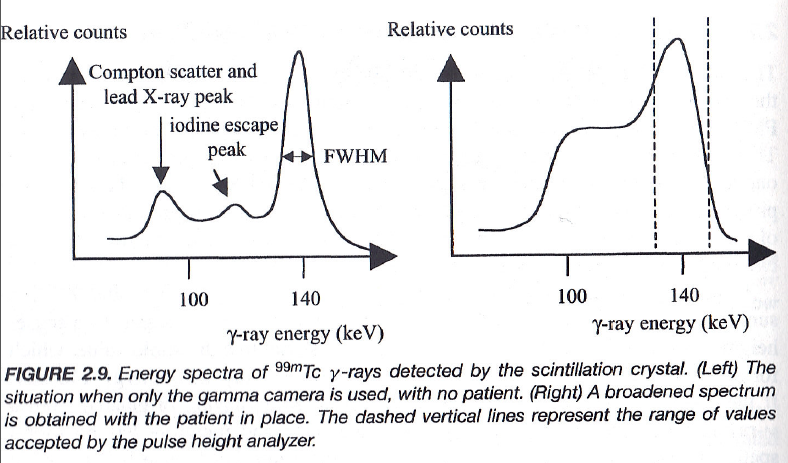 Relative counts
Compton scatter and
lead X-ray peak
iodine escape
peak
FWHM
100
140
γ-ray energy (keV)
Relative counts
100
140
γ-ray energy (keV)
FIGURE 2.9. Energy spectra of ⁹⁹ᵐTc γ-rays detected by the scintillation crystal. (Left) The
situation when only the gamma camera is used, with no patient. (Right) A broadened spectrum
is obtained with the patient in place. The dashed vertical lines represent the range of values
accepted by the pulse height analyzer.